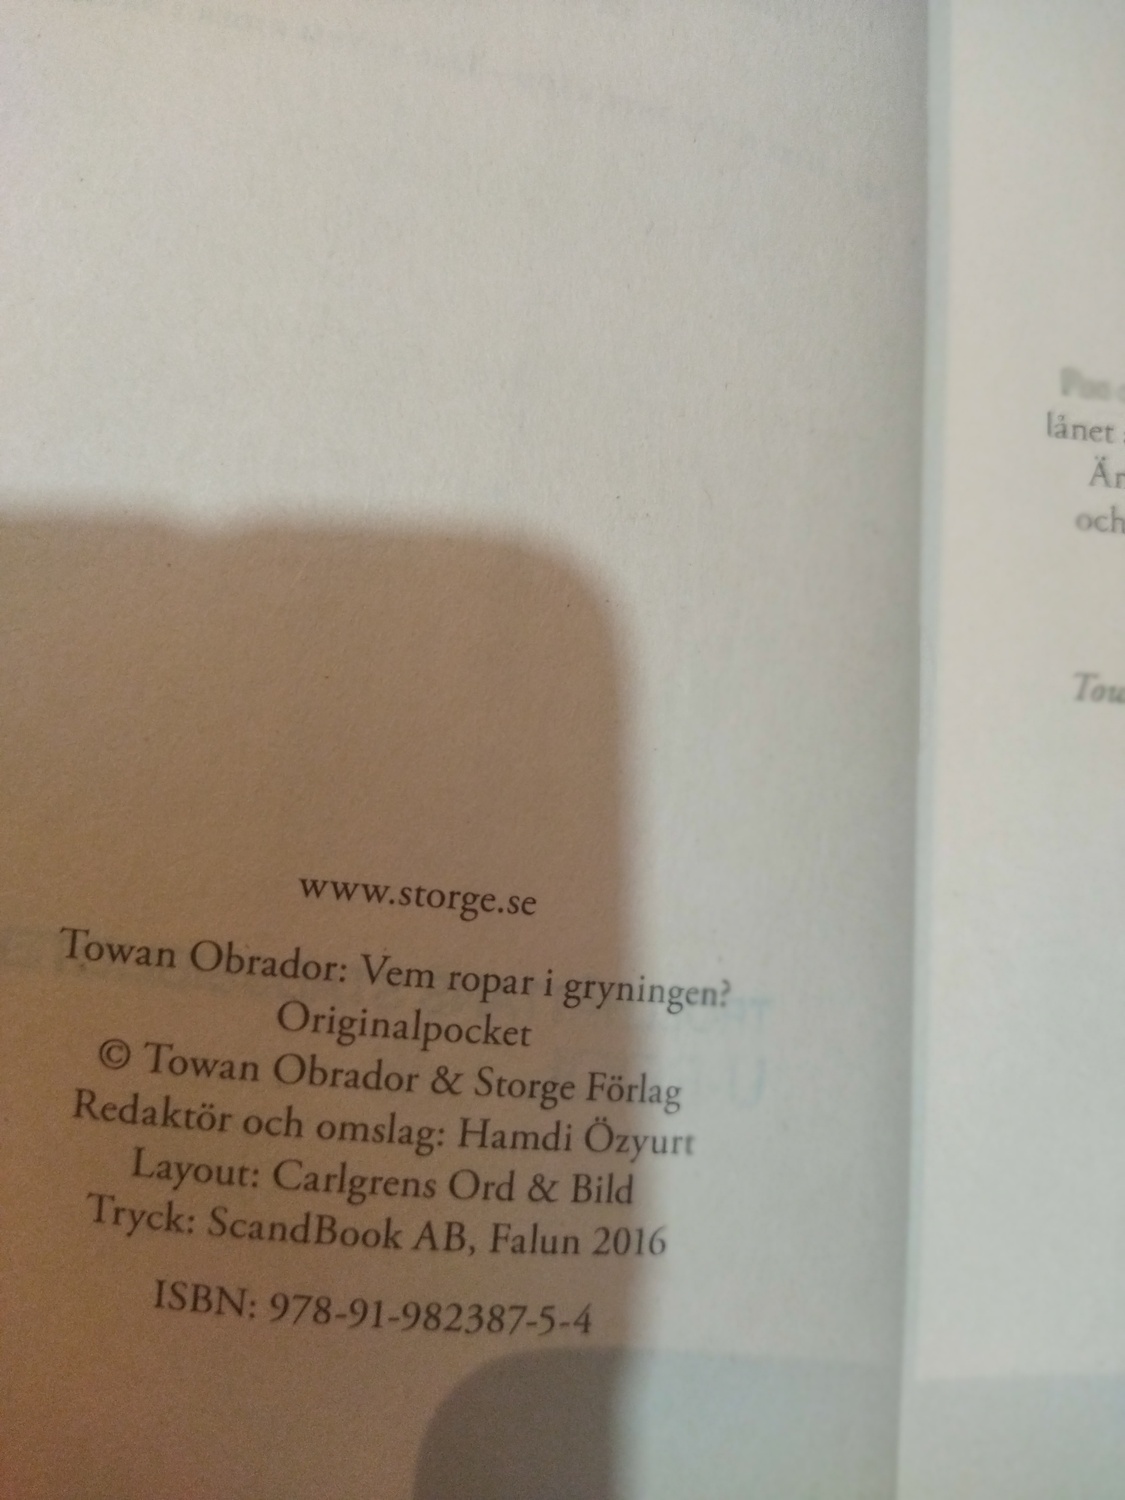 www.storge.se
Towan Obrador: Vem ropar i gryningen?
Originalpocket
© Towan Obrador & Storge Förlag
Redaktör och omslag: Hamdi Özyurt
Layout: Carlgrens Ord & Bild
Tryck: ScandBook AB, Falun 2016
ISBN: 978-91-982387-5-4
lånet
och